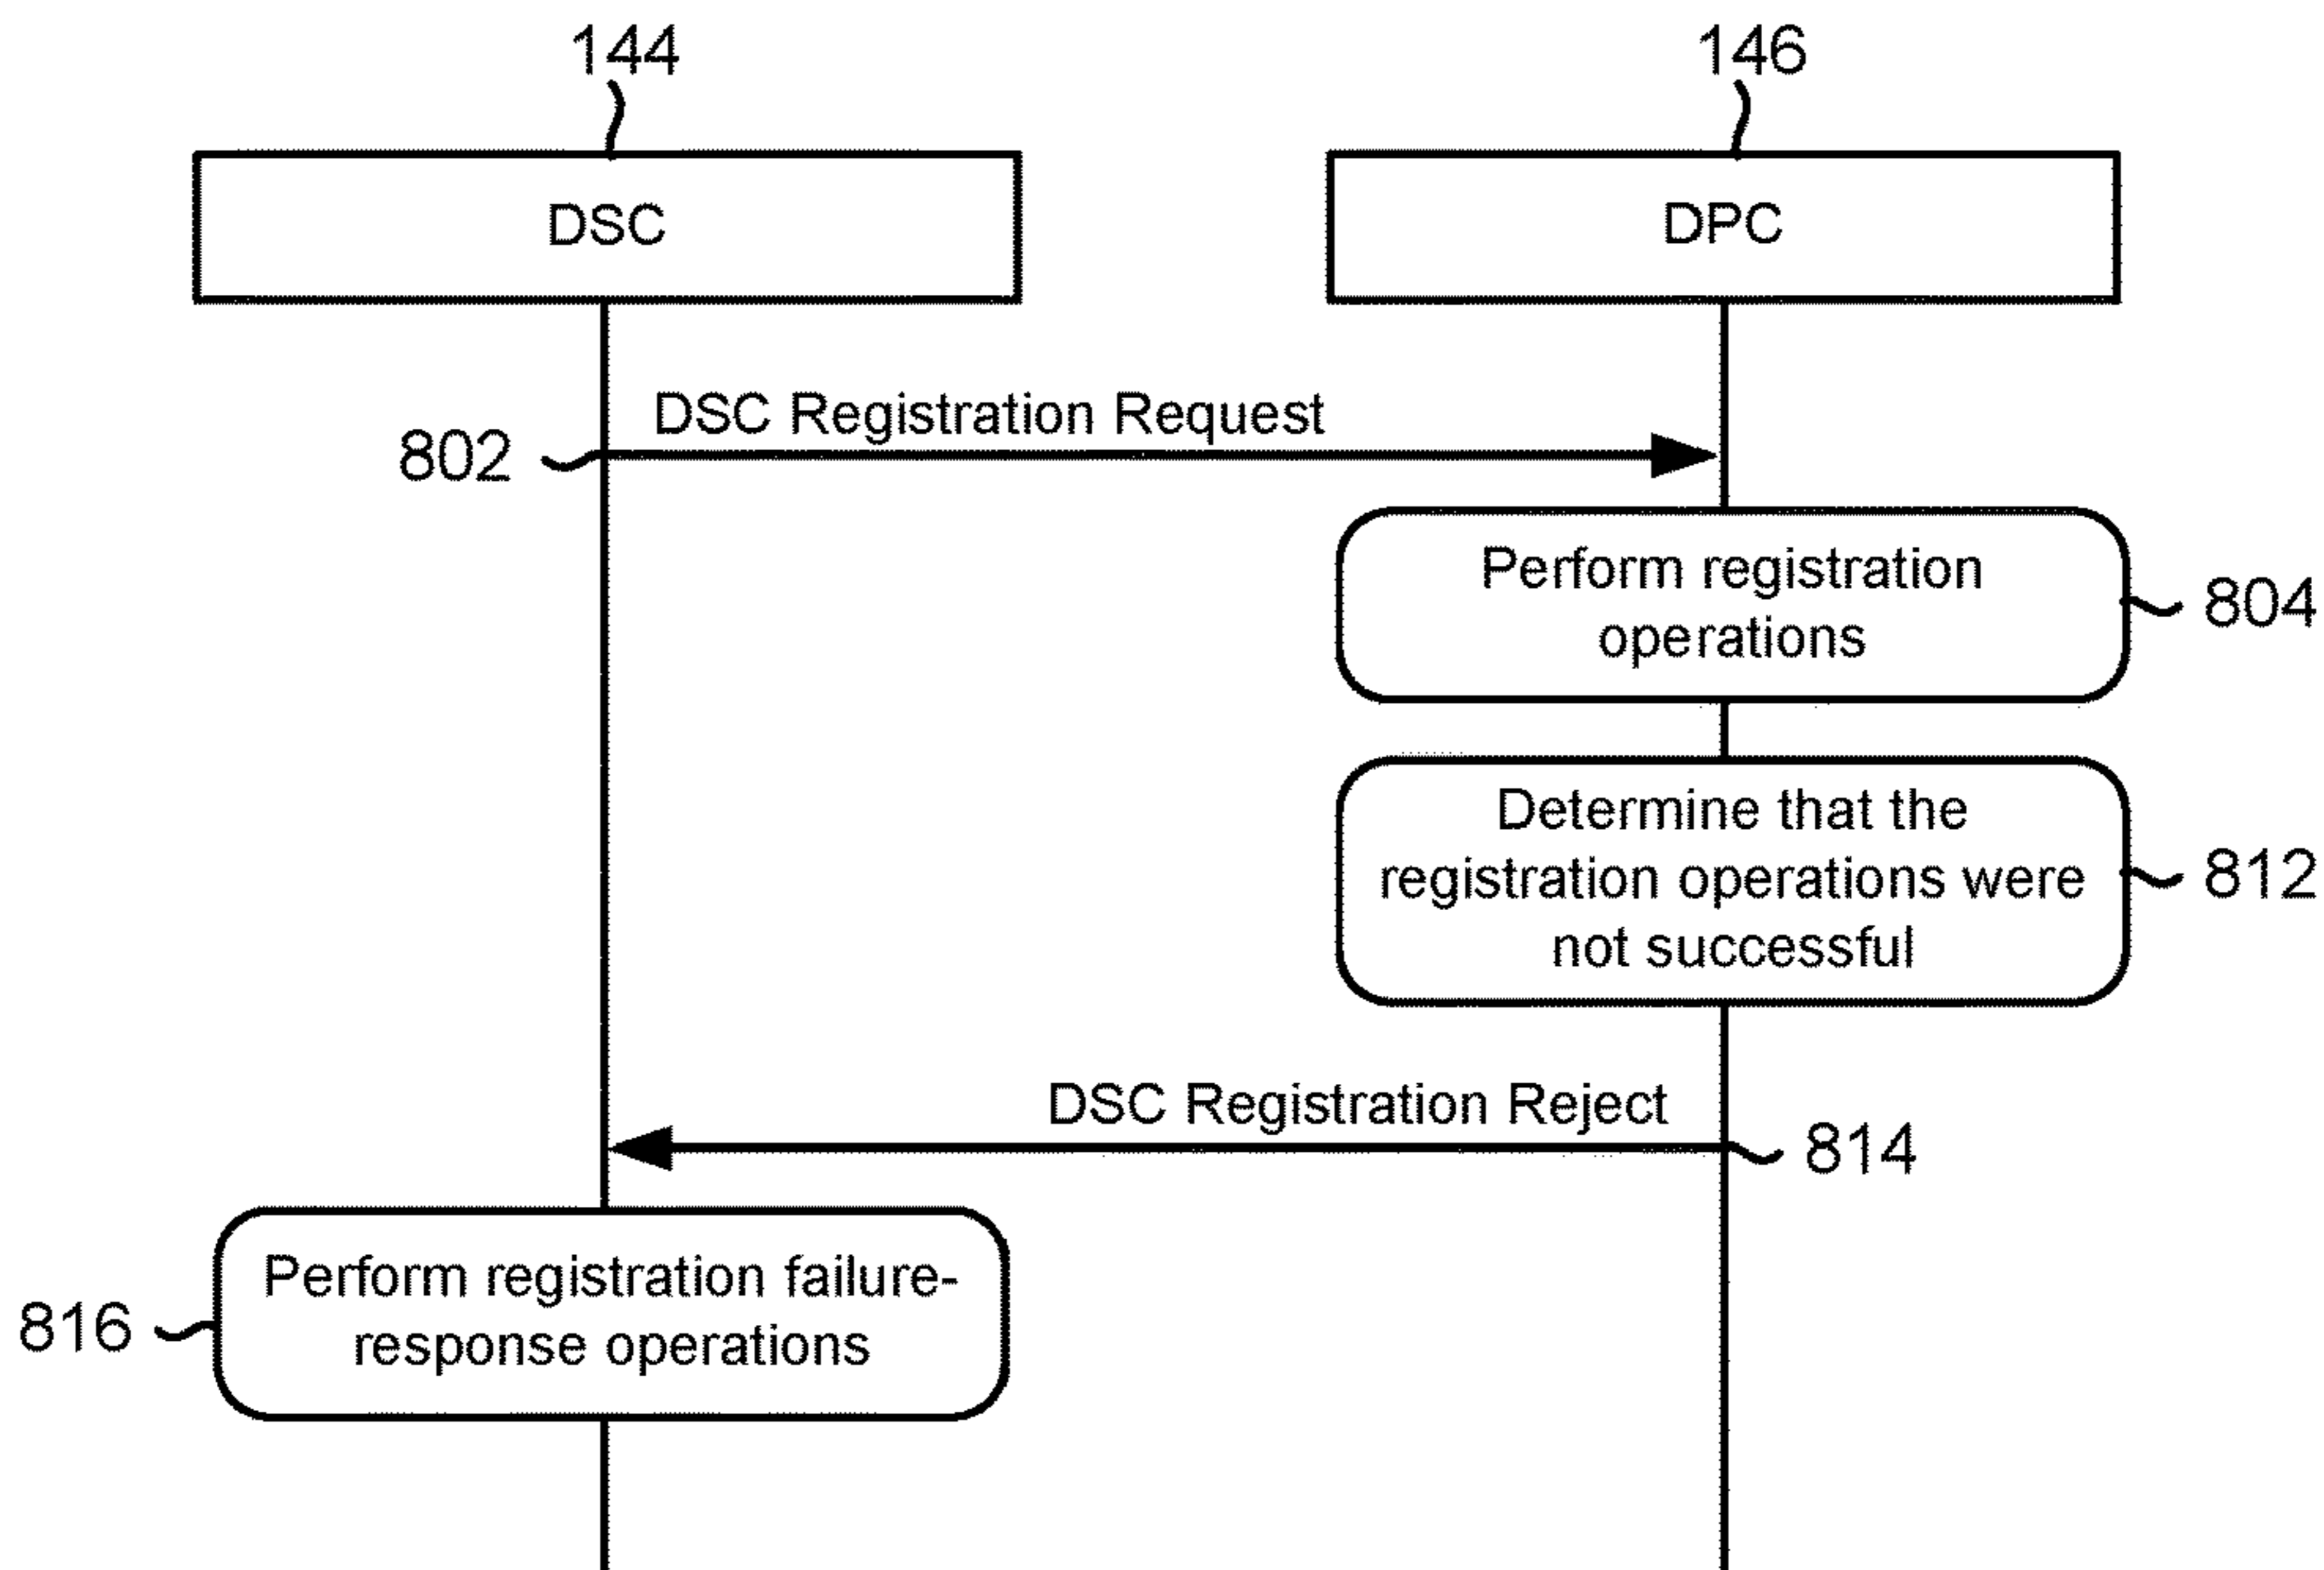 144
146
DSC
DPC
DSC Registration Request
802
Perform registration
operations
804
Determine that the
registration operations were
not successful
812
DSC Registration Reject
814
Perform registration failure-
response operations
816